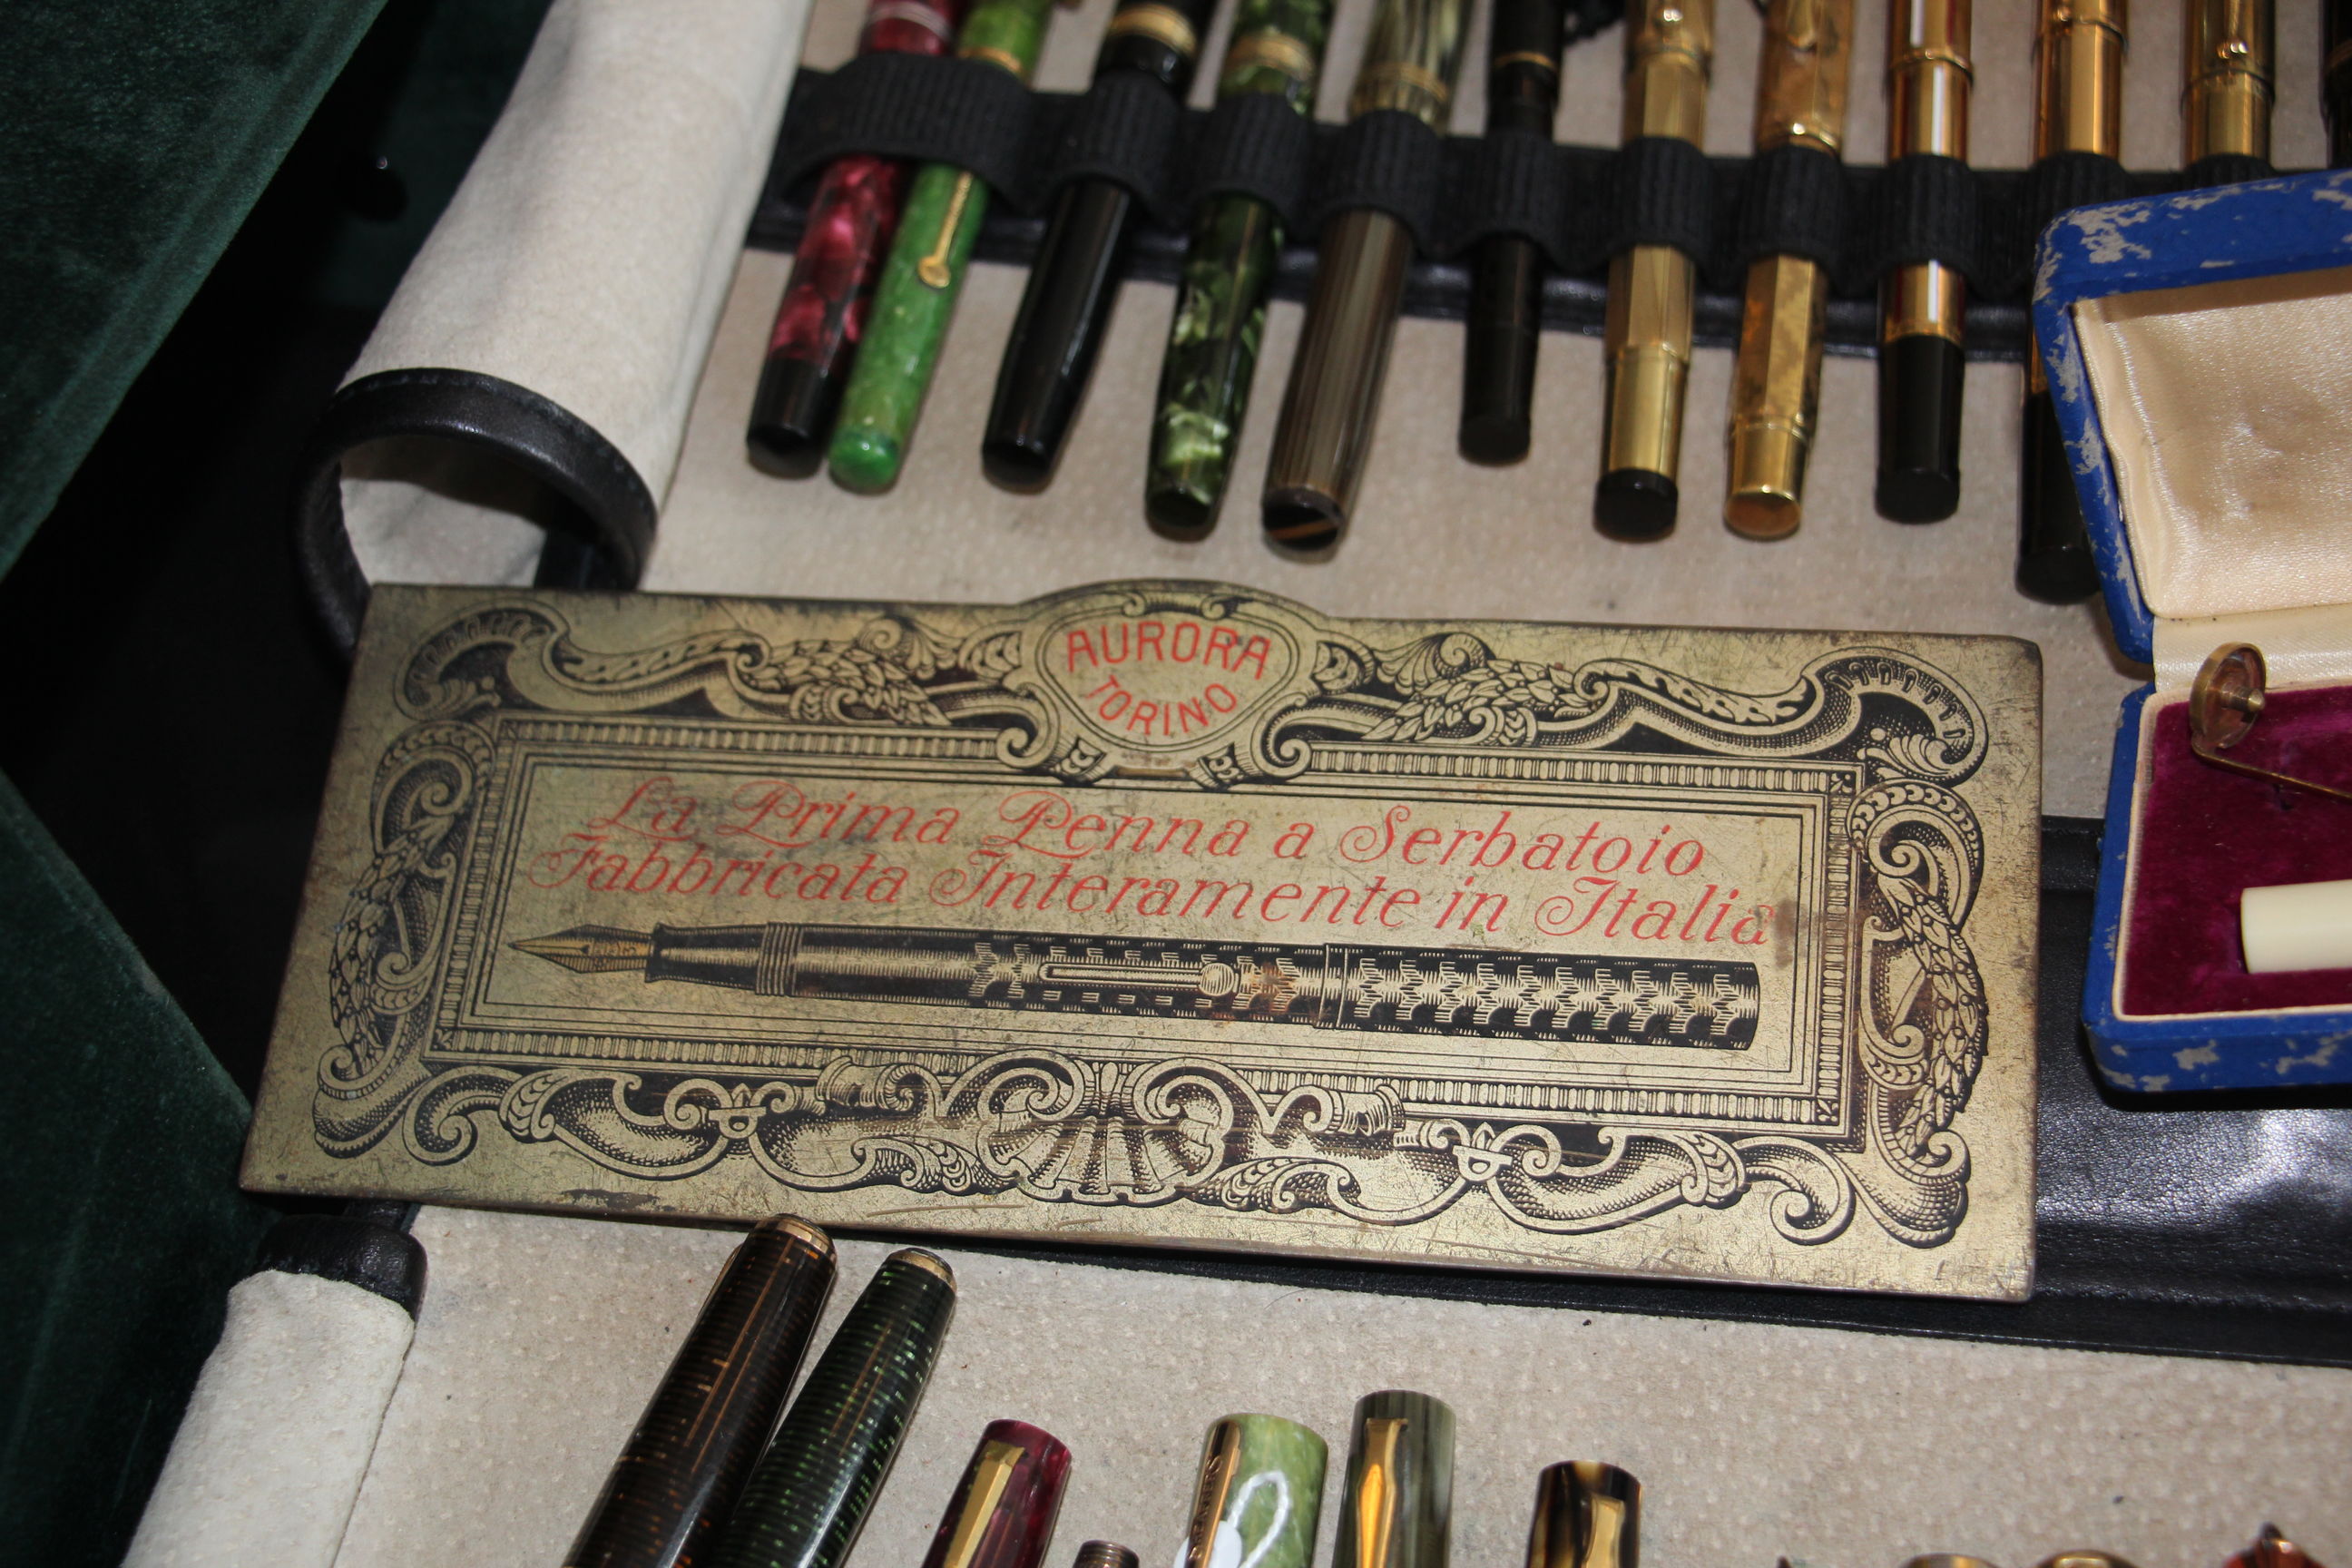 AURORA
TORINO
La Prima Penna a Serbatoio
Fabbricata Interamente in Italia